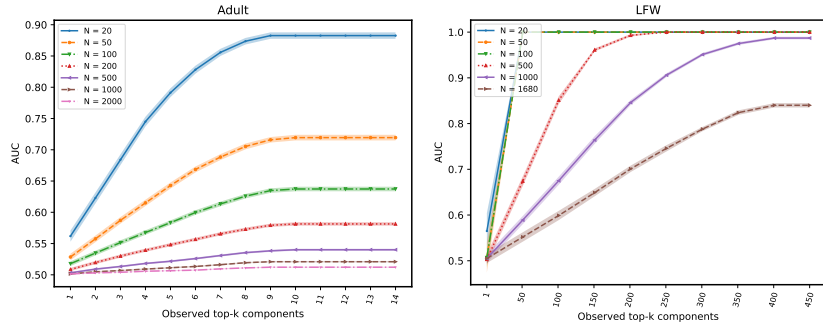 Adult
AUC
0.90
0.85
0.80
0.75
0.70
0.65
0.60
0.55
0.50
N = 20
N = 50
N = 100
N = 200
N = 500
N = 1000
N = 2000
1 2 3 4 5 6 7 8 9 10 11 12 13 14
Observed top-k components
LFW
AUC
1.0
0.9
0.8
0.7
0.6
0.5
N = 20
N = 50
N = 100
N = 500
N = 1000
N = 1680
1 50 100 150 200 250 300 350 400 450
Observed top-k components